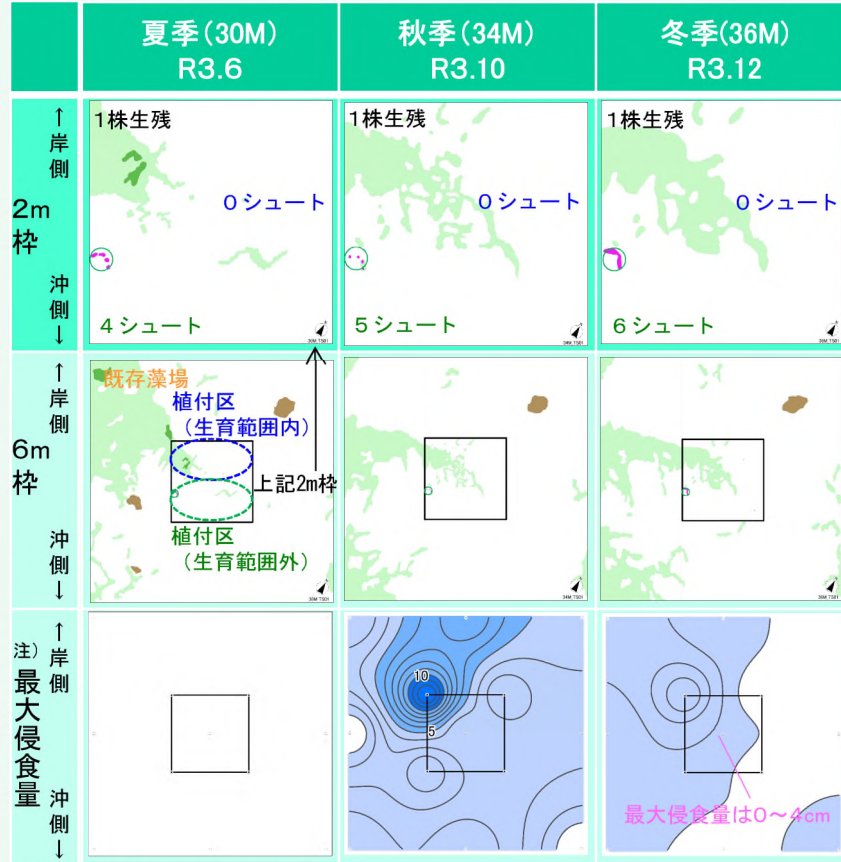 夏季(30M)
R3.6
秋季(34M)
R3.10
冬季(36M)
R3.12
2m
枠
↑岸側
沖側↓
1株生残
0シュート
4シュート
1株生残
0シュート
5シュート
1株生残
0シュート
6シュート
6m
枠
↑岸側
沖側↓
既存藻場
植付区
(生育範囲内)
上記2m枠
植付区
(生育範囲外)
注)
最大侵食量
↑岸側
沖側↓
10
5
最大侵食量は0~4cm